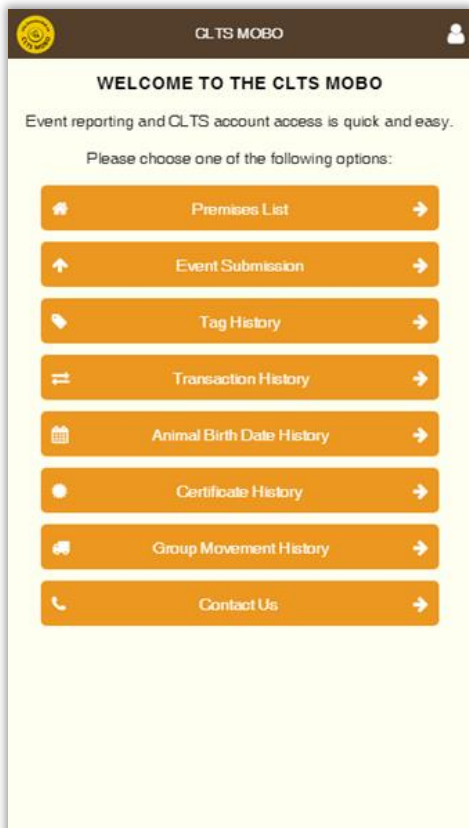 CLTS MOBO
CLTS MOBO
WELCOME TO THE CLTS MOBO
Event reporting and CLTS account access is quick and easy.
Please choose one of the following options:
Premises List
Event Submission
Tag History
Transaction History
Animal Birth Date History
Certificate History
Group Movement History
Contact Us